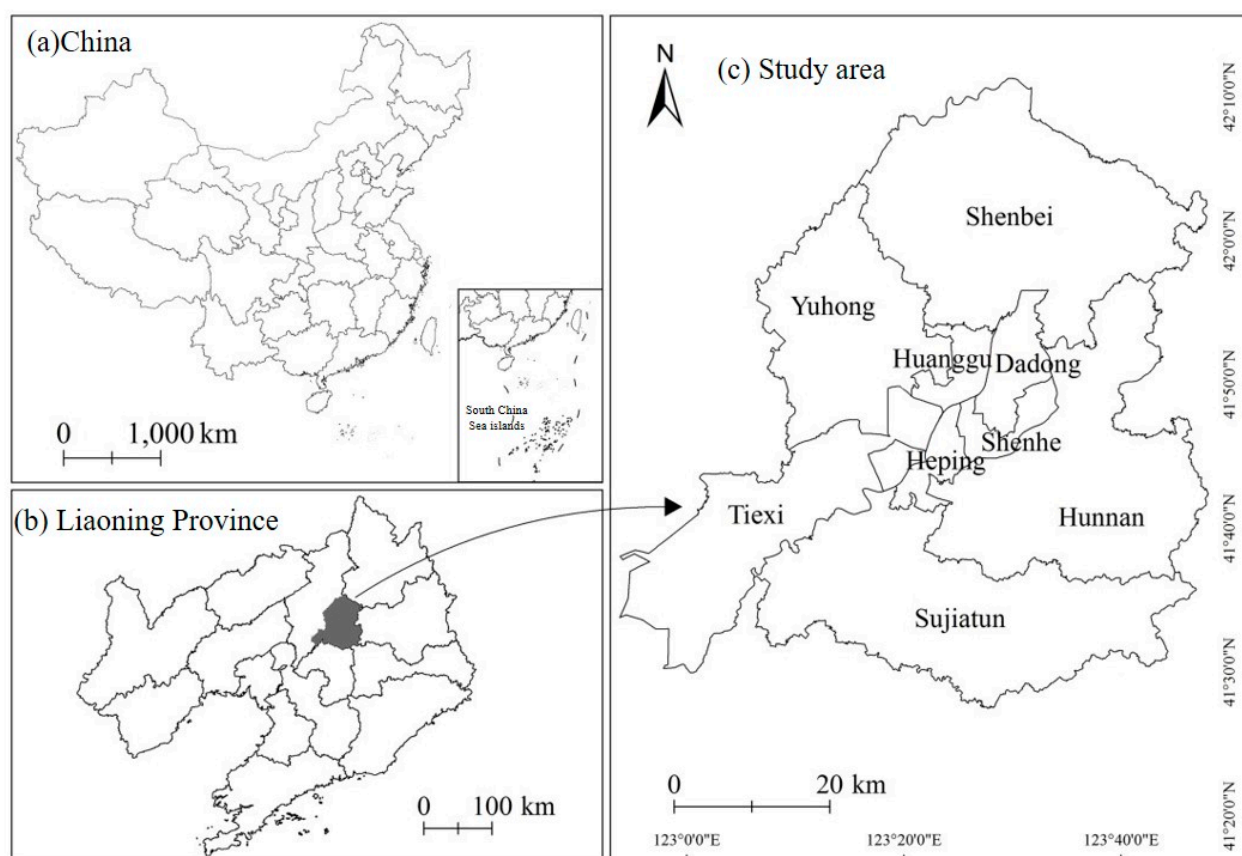 (a)China
0 1,000 km
South China
Sea islands
(b) Liaoning Province
0 100 km
N
(c) Study area
Shenbei
Yuhong
Huanggu
Dadong
Shenhe
Heping
Tiexi
Hunnan
Sujiatun
0 20 km
123°0'0"E 123°20'0"E 123°40'0"E
42°10'0"N
42°0'0"N
41°50'0"N
41°40'0"N
41°30'0"N
41°20'0"N